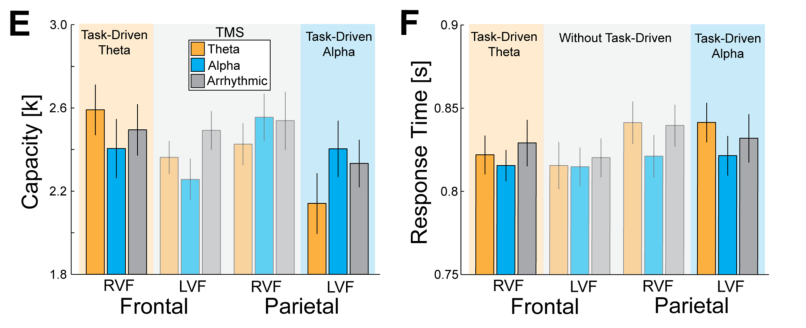 E
3.0
2.6
2.2
1.8
Capacity [k]
Task-Driven
Theta
TMS
Theta
Alpha
Arrhythmic
Task-Driven
Alpha
RVF
LVF
RVF
LVF
Frontal
Parietal
F
0.9
0.85
0.8
0.75
Response Time [s]
Task-Driven
Theta
Without Task-Driven
Task-Driven
Alpha
RVF
LVF
RVF
LVF
Frontal
Parietal